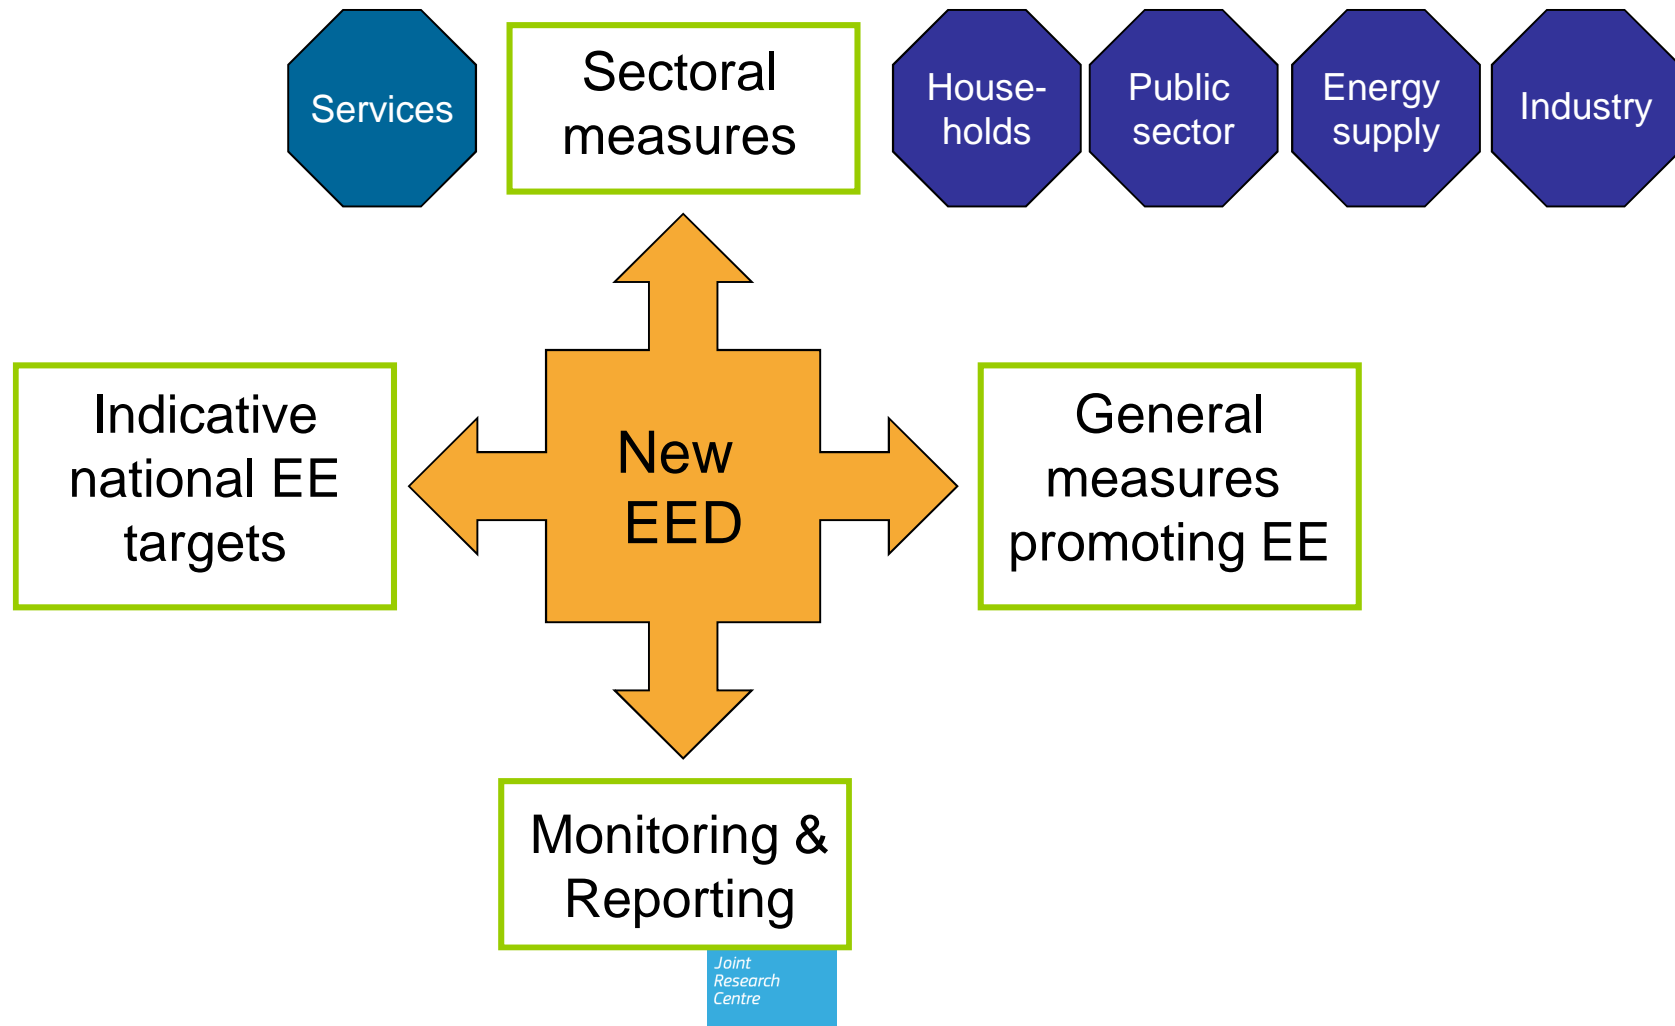 Services
Sectoral
measures
House-
holds
Public
sector
Energy
supply
Industry
Indicative
national EE
targets
New
EED
General
measures
promoting EE
Monitoring &
Reporting
Joint
Research
Centre